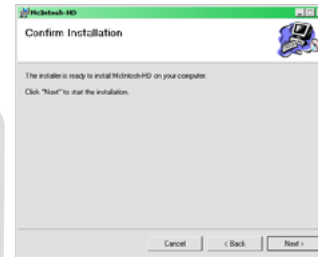 McIntosh-HD
Confirm Installation
The installer is ready to install McIntosh-HD on your computer.
Click "Next" to start the installation.
Cancel
< Back
Next >